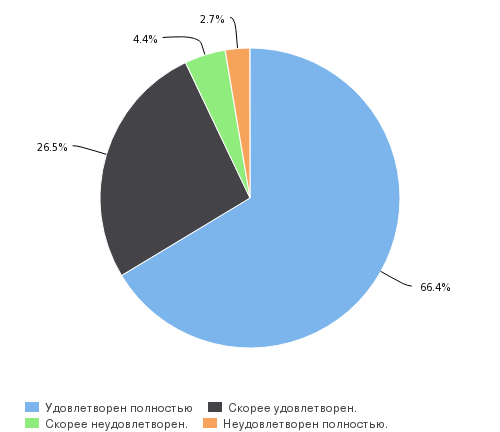 2.7%
4.4%
26.5%
66.4%
Удовлетворен полностью Скорее удовлетворен.
Скорее неудовлетворен. Неудовлетворен полностью.